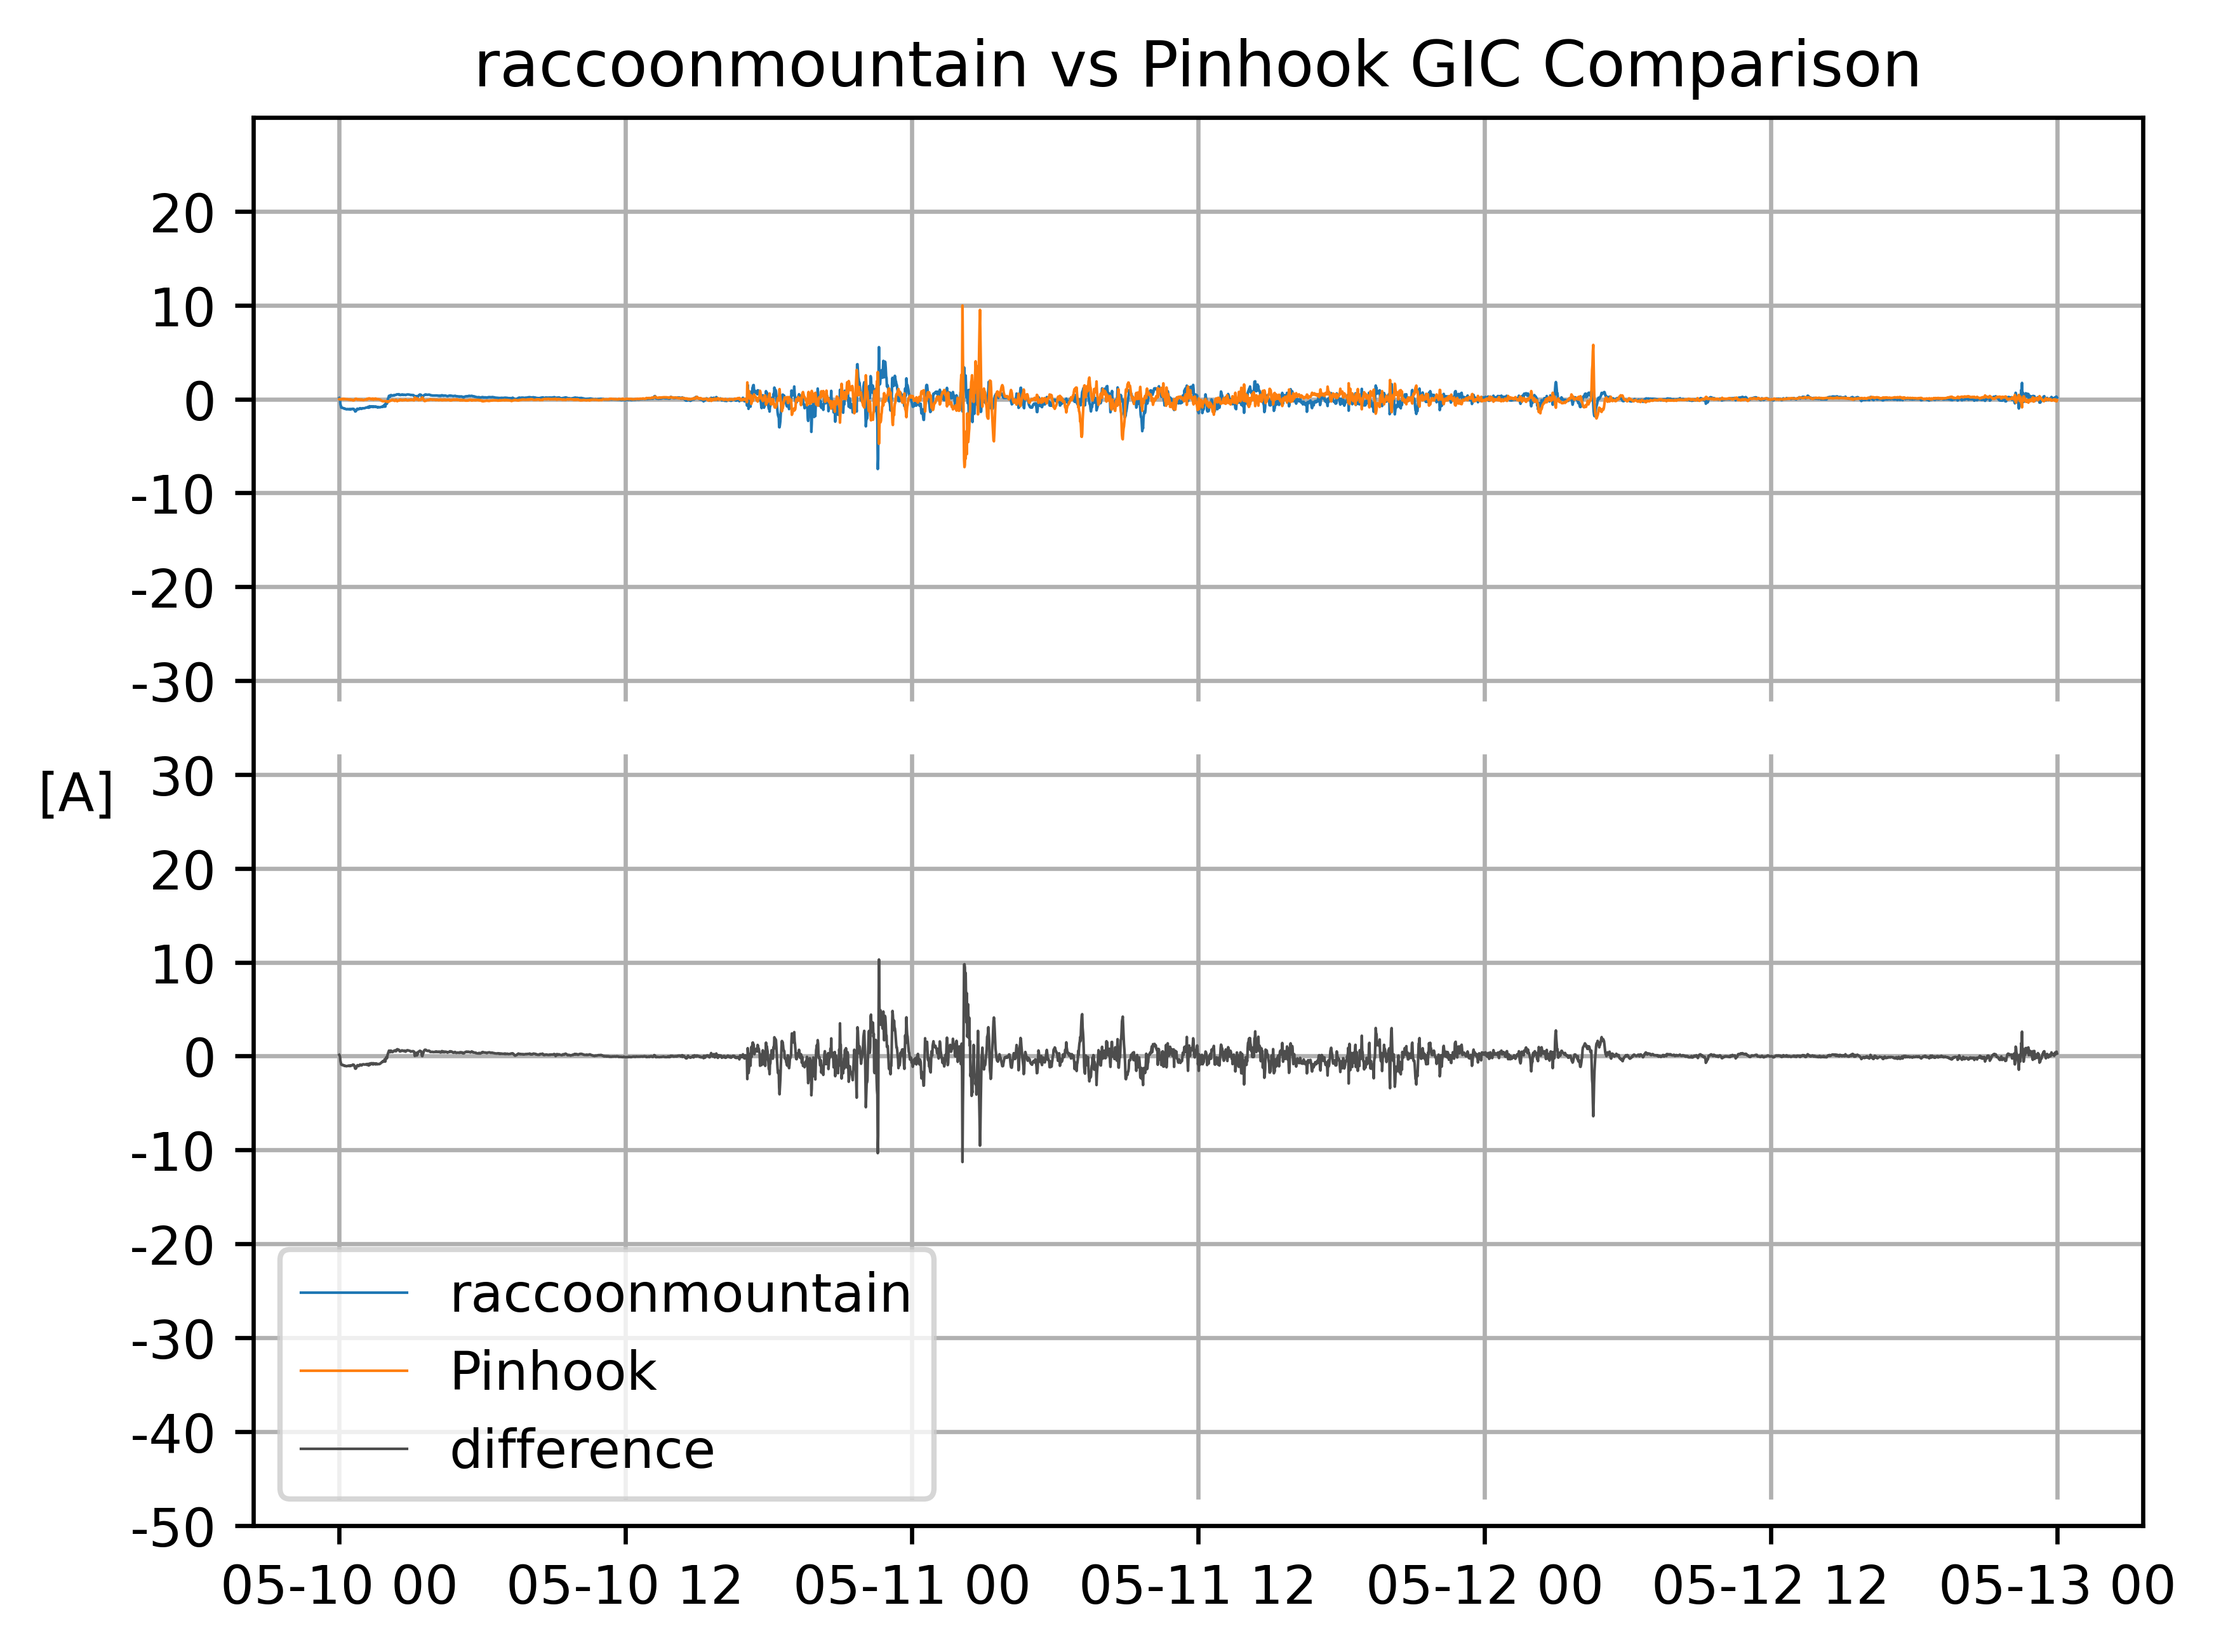 raccoonmountain vs Pinhook GIC Comparison
20
10
0
-10
-20
-30
[A]
30
20
10
0
-10
-20
-30
-40
-50
raccoonmountain
Pinhook
difference
05-10 00 05-10 12 05-11 00 05-11 12 05-12 00 05-12 12 05-13 00